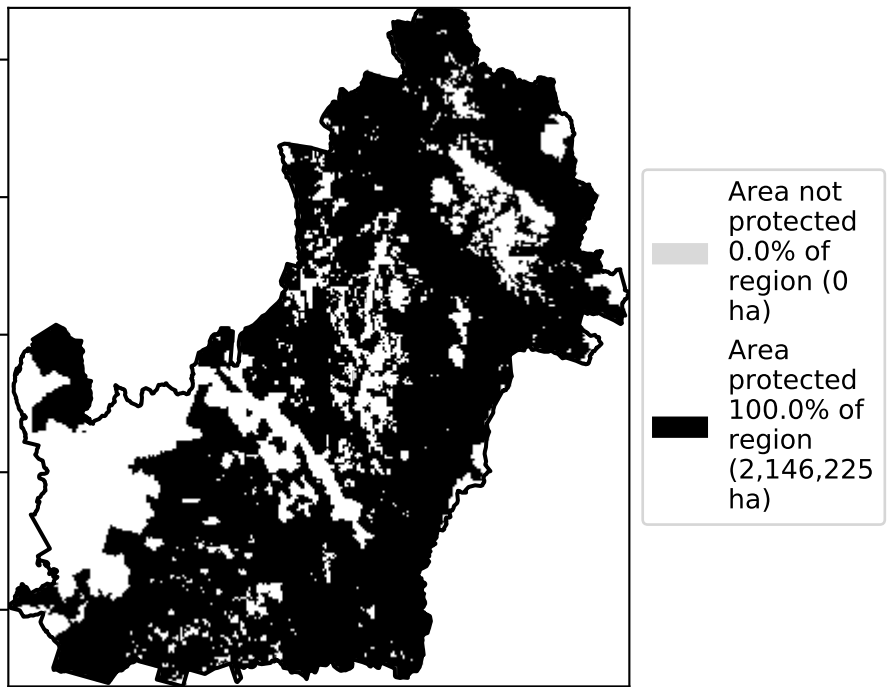 Area not
protected
0.0% of
region (0
ha)
Area
protected
100.0% of
region
(2,146,225
ha)